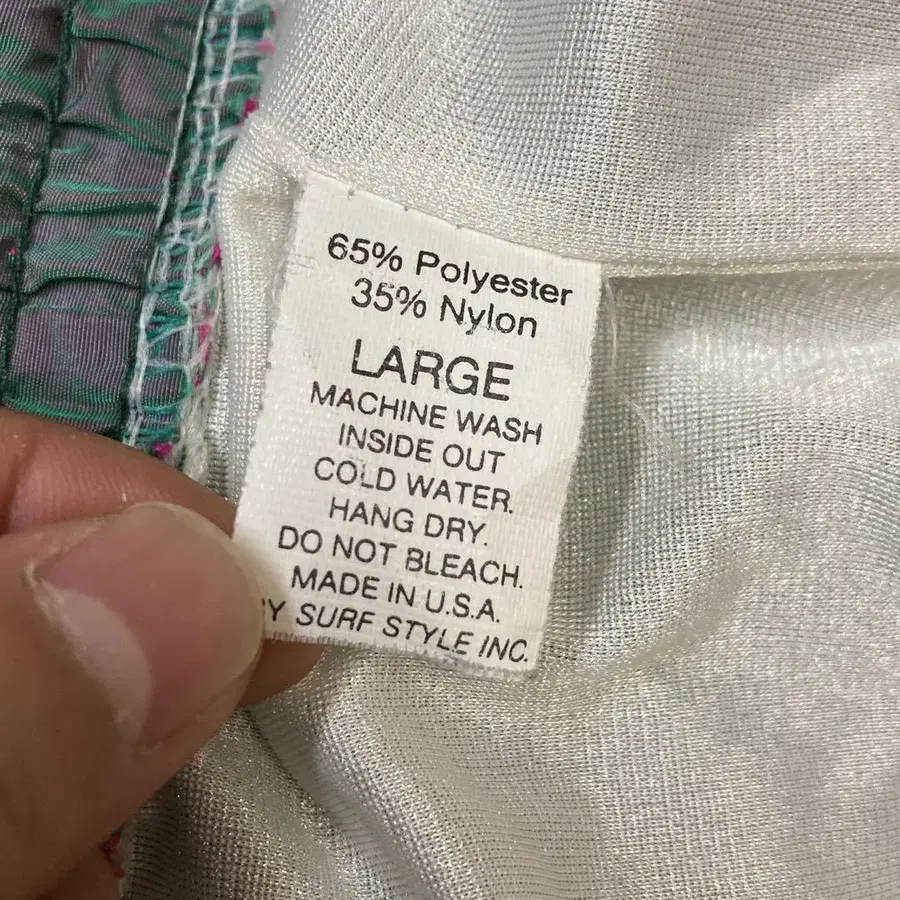 65% Polyester
35% Nylon
LARGE
MACHINE WASH
INSIDE OUT
COLD WATER.
HANG DRY.
DO NOT BLEACH.
MADE IN U.S.A.
Y SURF STYLE INC.